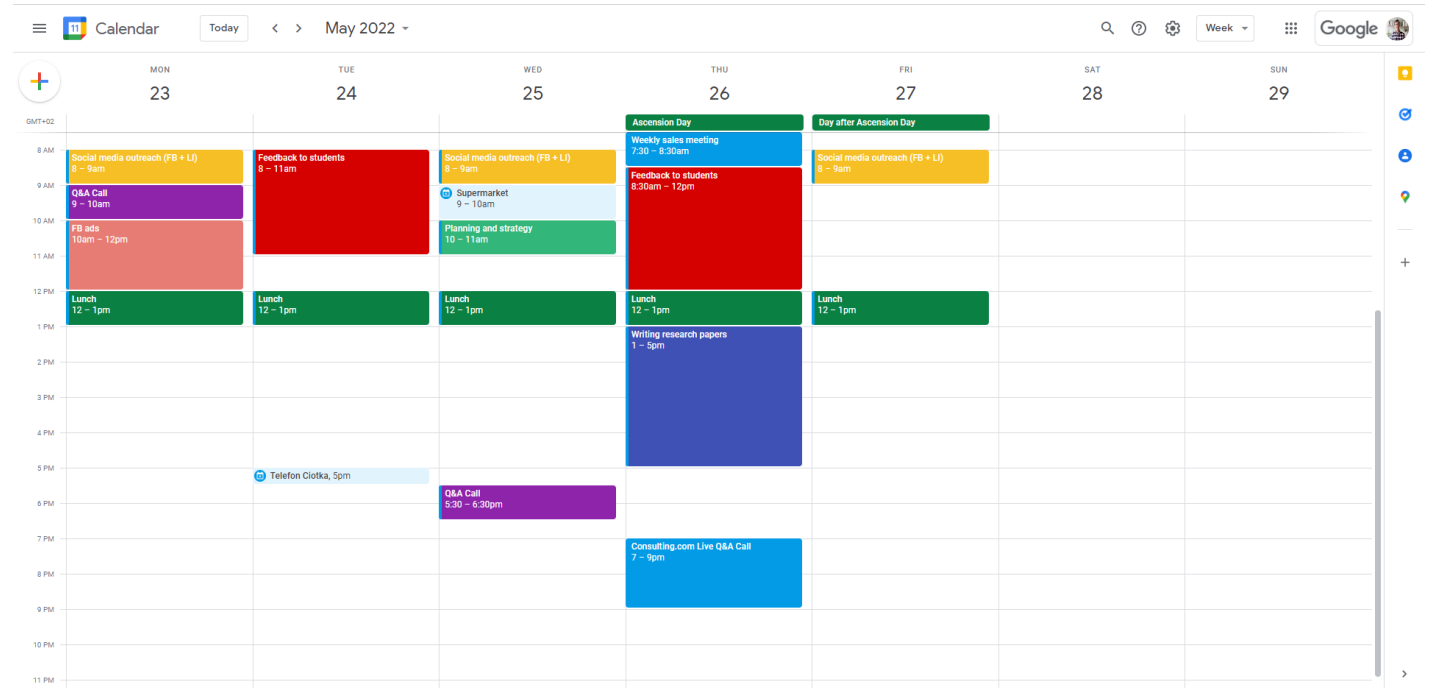 11 Calendar Today May 2022 Week Google
MON TUE WED THU FRI SAT SUN
23 24 25 26 27 28 29
GMT+02
Ascension Day
Day after Ascension Day
8 AM
9 AM
10 AM
11 AM
12 PM
1 PM
2 PM
3 PM
4 PM
5 PM
6 PM
7 PM
8 PM
9 PM
10 PM
11 PM
Social media outreach (FB + LI)
8 – 9am
Q&A Call
9 – 10am
FB ads
10am – 12pm
Lunch
12 – 1pm
Feedback to students
8 – 11am
Lunch
12 – 1pm
Telefon Ciotka, 5pm
Social media outreach (FB + LI)
8 – 9am
Supermarket
9 – 10am
Planning and strategy
10 – 11am
Lunch
12 – 1pm
Q&A Call
5:30 – 6:30pm
Weekly sales meeting
7:30 – 8:30am
Feedback to students
8:30am – 12pm
Lunch
12 – 1pm
Writing research papers
1 – 5pm
Consulting.com Live Q&A Call
7 – 9pm
Social media outreach (FB + LI)
8 – 9am
Lunch
12 – 1pm